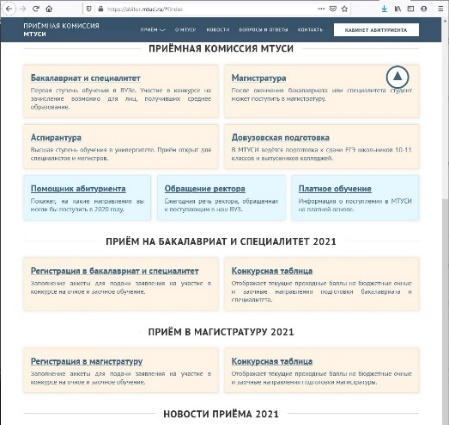 https://abitur.mtuci.ru/#Index
ПРИЁМНАЯ КОМИССИЯ
МТУСИ
ПРИЁМ
О МТУСИ
НОВОСТИ
ВОПРОСЫ И ОТВЕТЫ
КОНТАКТЫ
КАБИНЕТ АБИТУРИЕНТА
ПРИЁМНАЯ КОМИССИЯ МТУСИ
Бакалавриат и специалитет
Первая ступень обучения в ВУЗе. Участие в конкурсе на
зачисление возможно для лиц, получивших среднее
образование.
Магистратура
После окончания бакалавриата или специалитета студент
может поступить в магистратуру.
Аспирантура
Высшая ступень обучения в университете. Приём открыт для
специалистов и магистров.
Довузовская подготовка
В МТУСИ ведётся подготовка к сдачи ЕГЭ школьников 10-11
классов и выпускников колледжей.
Помощник абитуриента
Покажет, на какие направления вы
могли бы поступить в 2020 году.
Обращение ректора
Ежегодная речь ректора, обращенная
к поступающим в наш ВУЗ.
Платное обучение
Информация о поступлении в МТУСИ
на платной основе.
ПРИЁМ НА БАКАЛАВРИАТ И СПЕЦИАЛИТЕТ 2021
Регистрация в бакалавриат и специалитет
Заполнение анкеты для подачи заявления на участие в
конкурсе на очное и заочное обучение.
Конкурсная таблица
Отображает текущие проходные баллы на бюджетные очные
и заочные направления подготовки бакалавриата и
специалитета.
ПРИЁМ В МАГИСТРАТУРУ 2021
Регистрация в магистратуру
Заполнение анкеты для подачи заявления на участие в
конкурсе на очное и заочное обучение.
Конкурсная таблица
Отображает текущие проходные баллы на бюджетные очные
и заочные направления подготовки магистратуры.
НОВОСТИ ПРИЁМА 2021